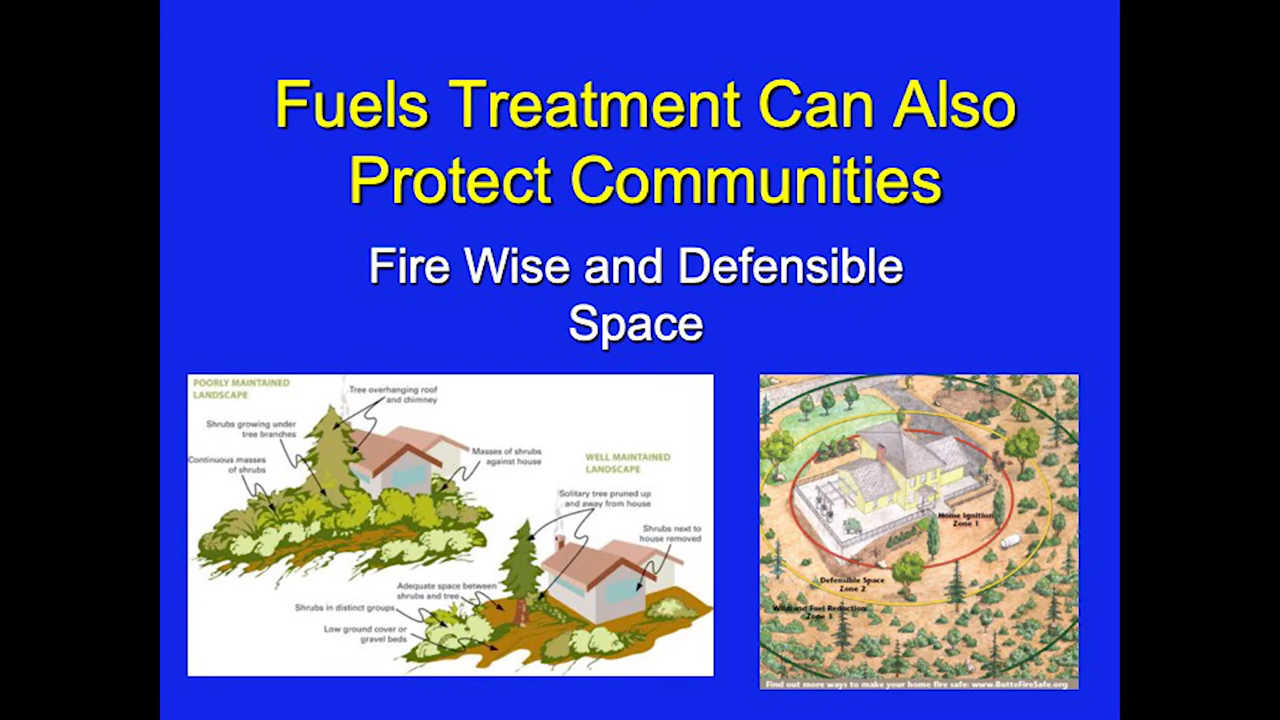 Fuels Treatment Can Also
Protect Communities
Fire Wise and Defensible
Space
POORLY MAINTAINED
LANDSCAPE
Tree overhanging roof
and chimney
Shrubs growing under
tree branches
Continuous masses
of shrubs
Masses of shrubs
against house
WELL MAINTAINED
LANDSCAPE
Solitary tree pruned up
and away from house
Shrubs next to
house removed
Adequate space between
shrubs and tree
Shrubs in distinct groups
Low ground cover or
gravel beds
Home Ignition
Zone 1
Defensible Space
Zone 2
Wildland Fuel Reduction
Zone 3
Find out more ways to make your home fire safe: www.ButteFireSafe.org